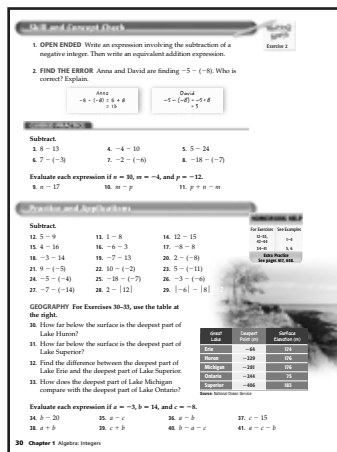 Skill and Concept Check
Exercise 2
1. OPEN ENDED Write an expression involving the subtraction of a
negative integer. Then write an equivalent addition expression.
2. FIND THE ERROR Anna and David are finding −5 − (−8). Who is
correct? Explain.
Anna
David
−5 − (−8) = −5 + 8
Subtract.
3. 8 − 13
4. −4 − 10
5. 5 − 24
6. 7 − (−3)
7. −2 − (−6)
8. −18 − (−7)
Evaluate each expression if n = 10, m = −4, and p = −12.
9. n − 17
10. m − p
11. p + n − m
Practice and Applications
HOMEWORK HELP
For Exercises See Examples
Extra Practice
Subtract.
12. 5 − 9
13. 1 − 8
14. 12 − 15
15. 4 − 16
16. −6 − 3
17. −8 − 8
18. −3 − 14
19. −7 − 13
20. 2 − (−8)
21. 9 − (−5)
22. 10 − (−2)
23. 5 − (−11)
24. −5 − (−4)
25. −18 − (−7)
26. −3 − (−6)
27. −7 − (−14)
28. 2 − |12|
29. |−6| − |8|
GEOGRAPHY For Exercises 30–33, use the table at
the right.
30. How far below the surface is the deepest part of
Lake Huron?
31. How far below the surface is the deepest part of
Lake Superior?
32. Find the difference between the deepest part of
Lake Erie and the deepest part of Lake Superior.
33. How does the deepest part of Lake Michigan
compare with the deepest part of Lake Ontario?
Great Lake Deepest Point (m) Surface Elevation (m)
Erie −64 174
Huron −229 176
Michigan 176
Ontario −244 75
Superior −406 183
Evaluate each expression if a = −3, b = 14, and c = −8.
34. b − 20
35. a − c
36. a − b
37. c − 15
38. a + b
39. c + b
40. b − a − c
41. a − c − b
30 Chapter 1 Algebra: Integers